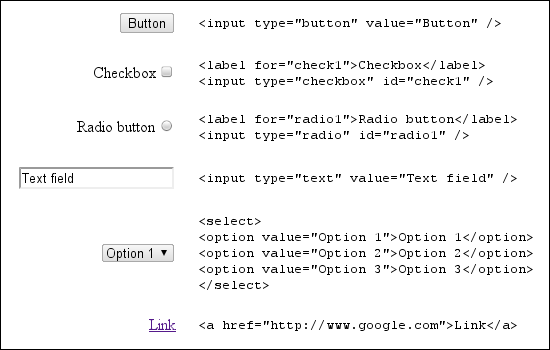 Button <input type="button" value="Button" />
Checkbox <label for="check1">Checkbox</label>
<input type="checkbox" id="check1" />
Radio button <label for="radio1">Radio button</label>
<input type="radio" id="radio1" />
Text field <input type="text" value="Text field" />
<select>
<option value="Option 1">Option 1</option>
Option 1 <option value="Option 2">Option 2</option>
<option value="Option 3">Option 3</option>
</select>
Link <a href="http://www.google.com">Link</a>